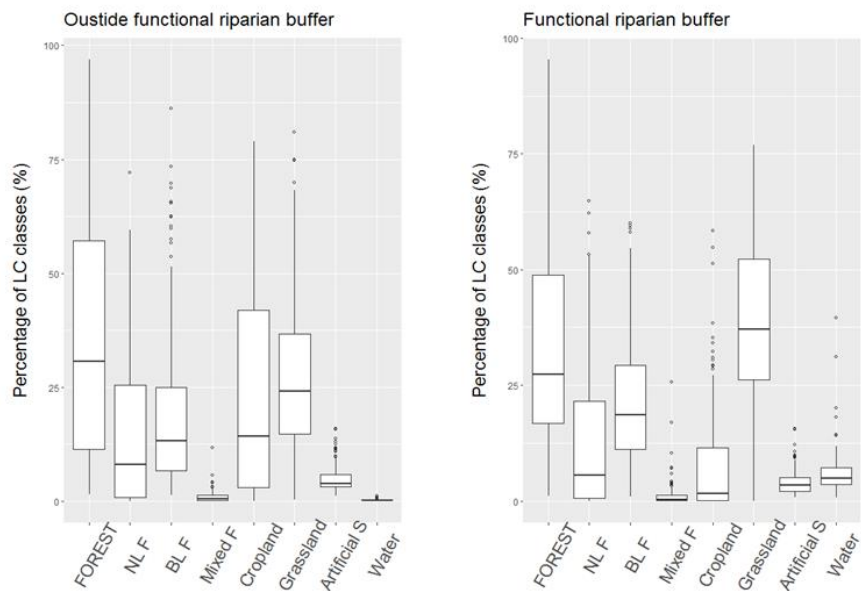 Oustide functional riparian buffer
Percentage of LC classes (%)
100
75
50
25
0
FOREST
NL F
BL F
Mixed F
Cropland
Grassland
Artificial S
Water
Functional riparian buffer
Percentage of LC classes (%)
100
75
50
25
0
FOREST
NL F
BL F
Mixed F
Cropland
Grassland
Artificial S
Water